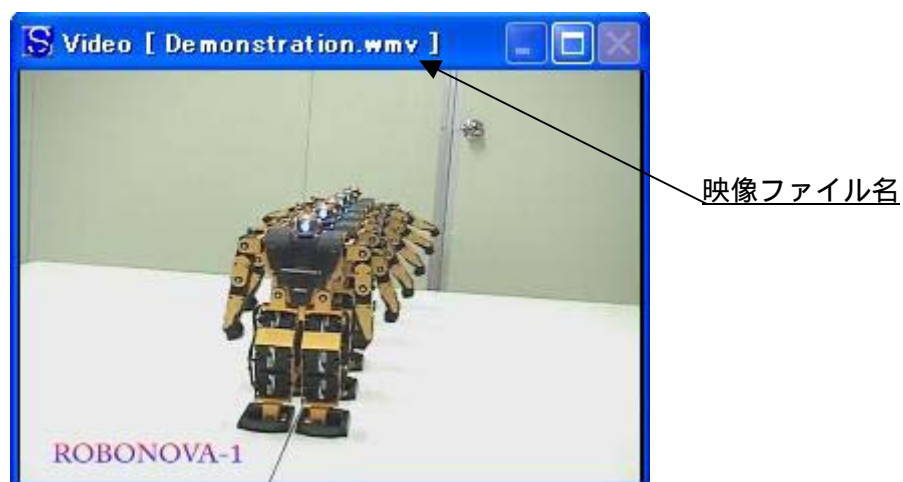 Video [ Demonstration.wmv ]
映像ファイル名
ROBONOVA-1